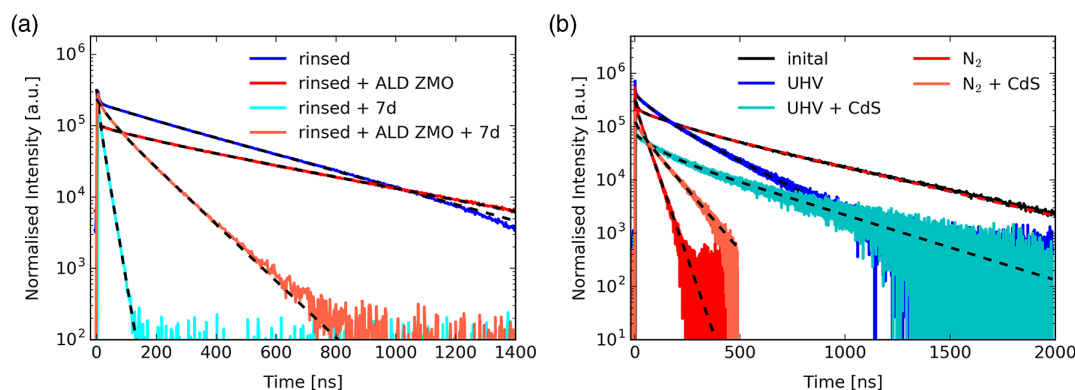 (a)
10⁶
10⁵
10⁴
10³
10²
Normalised Intensity [a.u.]
rinsed
rinsed + ALD ZMO
rinsed + 7d
rinsed + ALD ZMO + 7d
0 200 400 600 800 1000 1200 1400
Time [ns]
(b)
10⁶
10⁵
10⁴
10³
10²
10¹
Normalised Intensity [a.u.]
inital
UHV
UHV + CdS
N₂
N₂ + CdS
0 500 1000 1500 2000
Time [ns]